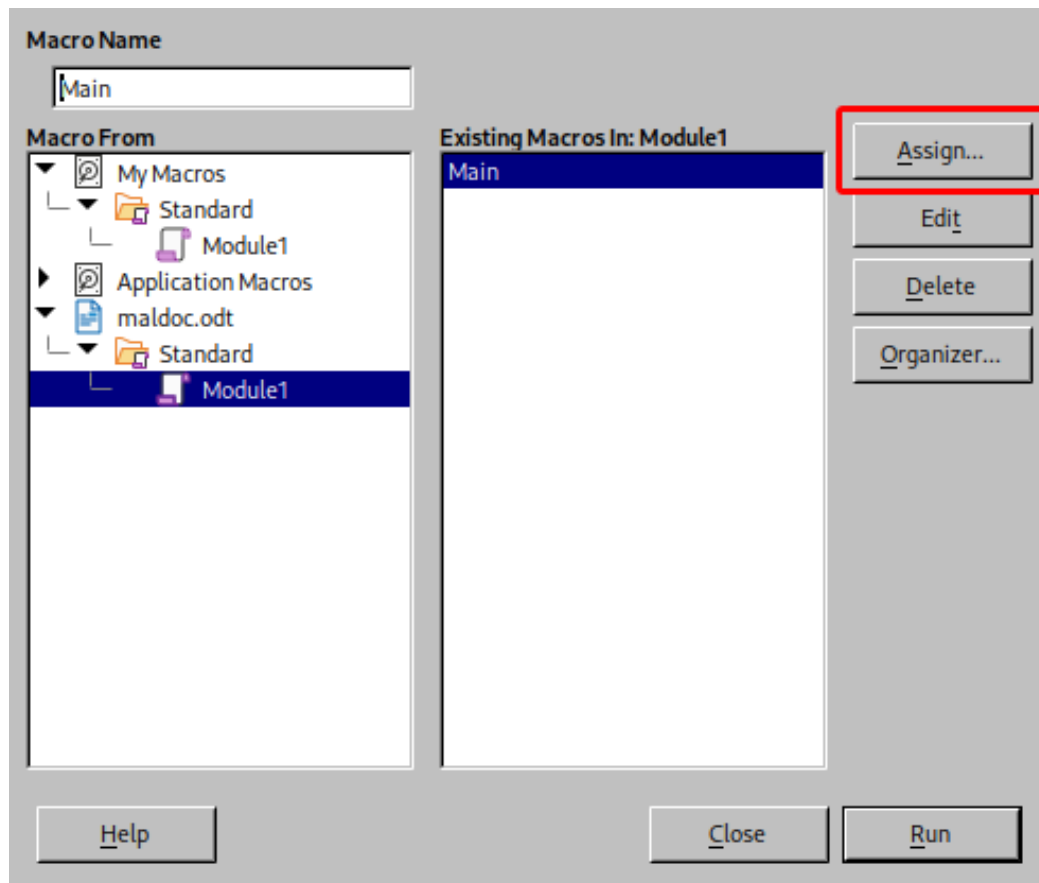 Macro Name
Main
Macro From
My Macros
Standard
Module1
Application Macros
maldoc.odt
Standard
Module1
Existing Macros In: Module1
Main
Assign...
Edit
Delete
Organizer...
Help
Close
Run